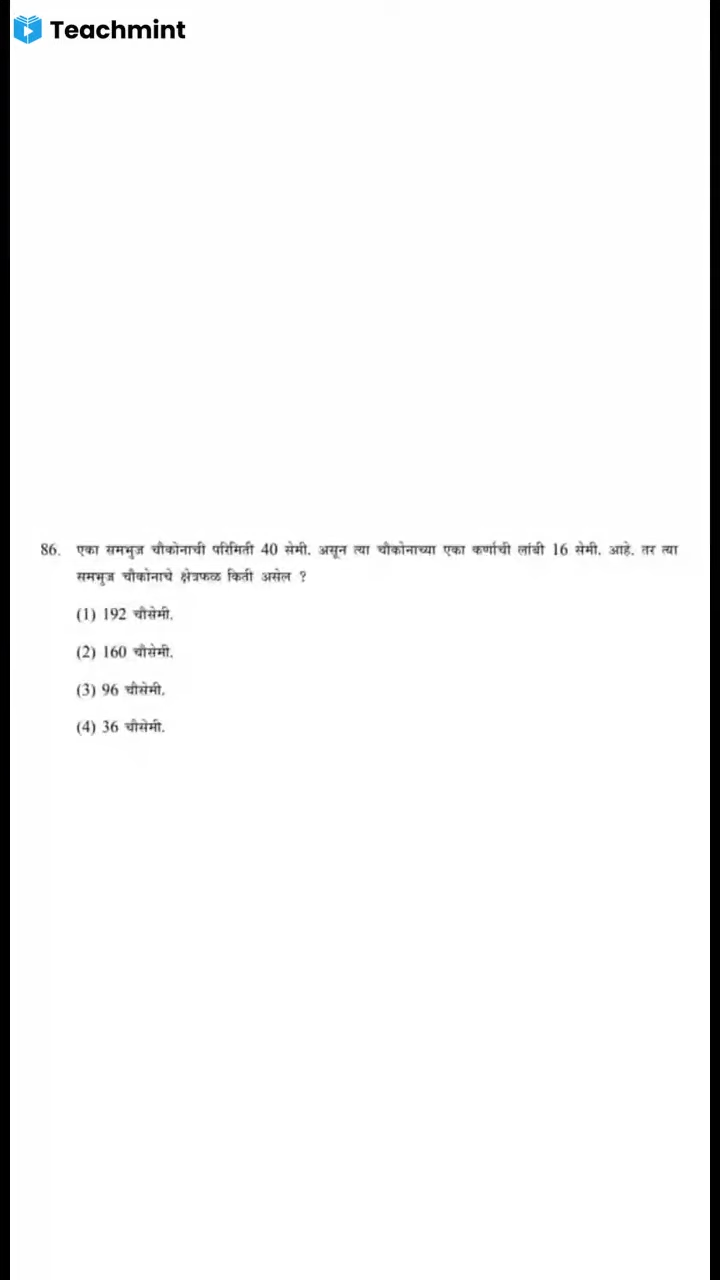 Teachmint
86. एका समभुज चौकोनाची परिमिती 40 सेमी. असून त्या चौकोनाच्या एका कर्णाची लांबी 16 सेमी. आहे. तर त्या
समभुज चौकोनाचे क्षेत्रफळ किती असेल ?
(1) 192 चौसेमी.
(2) 160 चौसेमी.
(3) 96 चौसेमी.
(4) 36 चौसेमी.